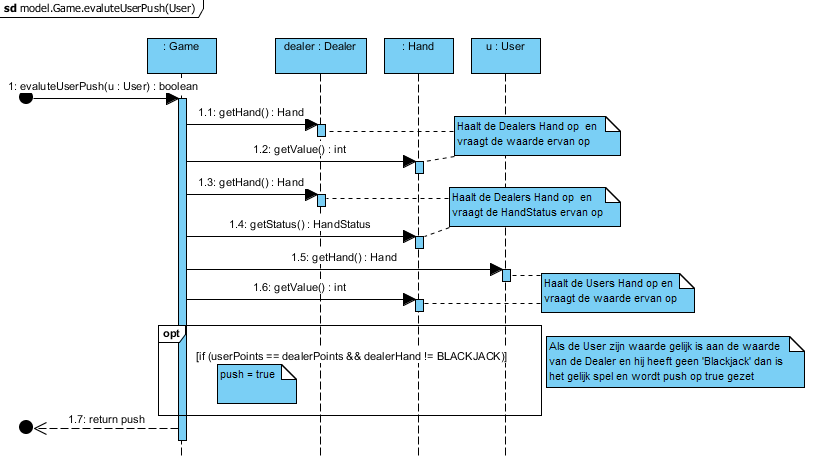 sd model.Game.evaluteUserPush(User)
: Game
dealer : Dealer
: Hand
u : User
1: evaluteUserPush(u : User) : boolean
1.1: getHand() : Hand
Haalt de Dealers Hand op  en
vraagt de waarde ervan op
1.2: getValue() : int
1.3: getHand() : Hand
Haalt de Dealers Hand op  en
vraagt de HandStatus ervan op
1.4: getStatus() : HandStatus
1.5: getHand() : Hand
Haalt de Users Hand op en
vraagt de waarde ervan op
1.6: getValue() : int
opt
[if (userPoints == dealerPoints && dealerHand != BLACKJACK)]
push = true
Als de User zijn waarde gelijk is aan de waarde
van de Dealer en hij heeft geen 'Blackjack' dan is
het gelijk spel en wordt push op true gezet
1.7: return push